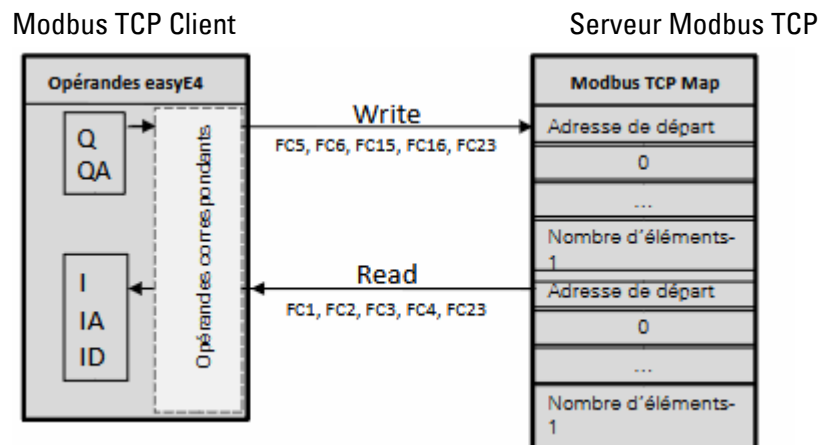 Modbus TCP Client
Serveur Modbus TCP
Opérandes easyE4
Q
QA
I
IA
ID
Opérandes correspondants
Write
FC5, FC6, FC15, FC16, FC23
Read
FC1, FC2, FC3, FC4, FC23
Modbus TCP Map
Adresse de départ
0
...
Nombre d'éléments-
1
Adresse de départ
0
...
Nombre d'éléments-
1